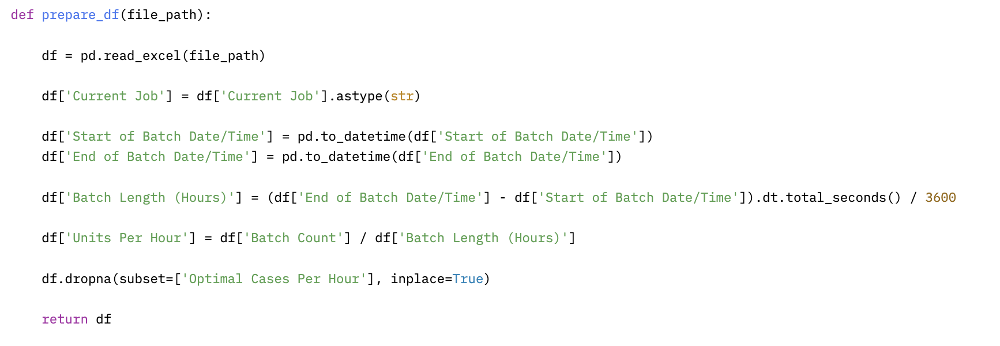 def prepare_df(file_path):
    df = pd.read_excel(file_path)
    df['Current Job'] = df['Current Job'].astype(str)
    df['Start of Batch Date/Time'] = pd.to_datetime(df['Start of Batch Date/Time'])
    df['End of Batch Date/Time'] = pd.to_datetime(df['End of Batch Date/Time'])
    df['Batch Length (Hours)'] = (df['End of Batch Date/Time'] - df['Start of Batch Date/Time']).dt.total_seconds() / 3600
    df['Units Per Hour'] = df['Batch Count'] / df['Batch Length (Hours)']
    df.dropna(subset=['Optimal Cases Per Hour'], inplace=True)
    return df